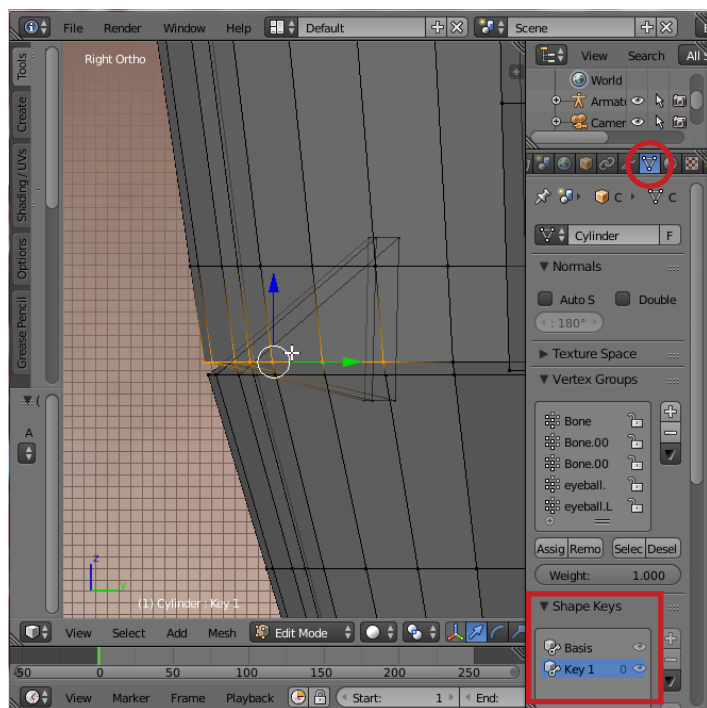 File Render Window Help Default Scene
View Search All S
Right Ortho
World
Armat
Camer
Tools
Create
Shading / UVs
Options
Grease Pencil
C C
Cylinder F
Normals
Auto S Double
: 180°
Texture Space
Vertex Groups
Bone
Bone.00
Bone.00
eyeball.
eyeball.L
Assig Remo Selec Desel
Weight: 1.000
Shape Keys
Basis
Key 1 0
( 
A
z
y
(1) Cylinder : Key 1
View Select Add Mesh Edit Mode
-50 0 50 100 150 200 250
View Marker Frame Playback Start: 1 End: